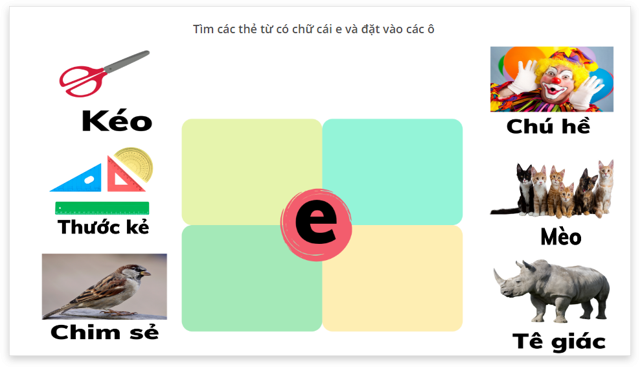 Tìm các thẻ từ có chữ cái e và đặt vào các ô
Kéo
Chú hề
Thước kẻ
e
Mèo
Chim sẻ
Tê giác